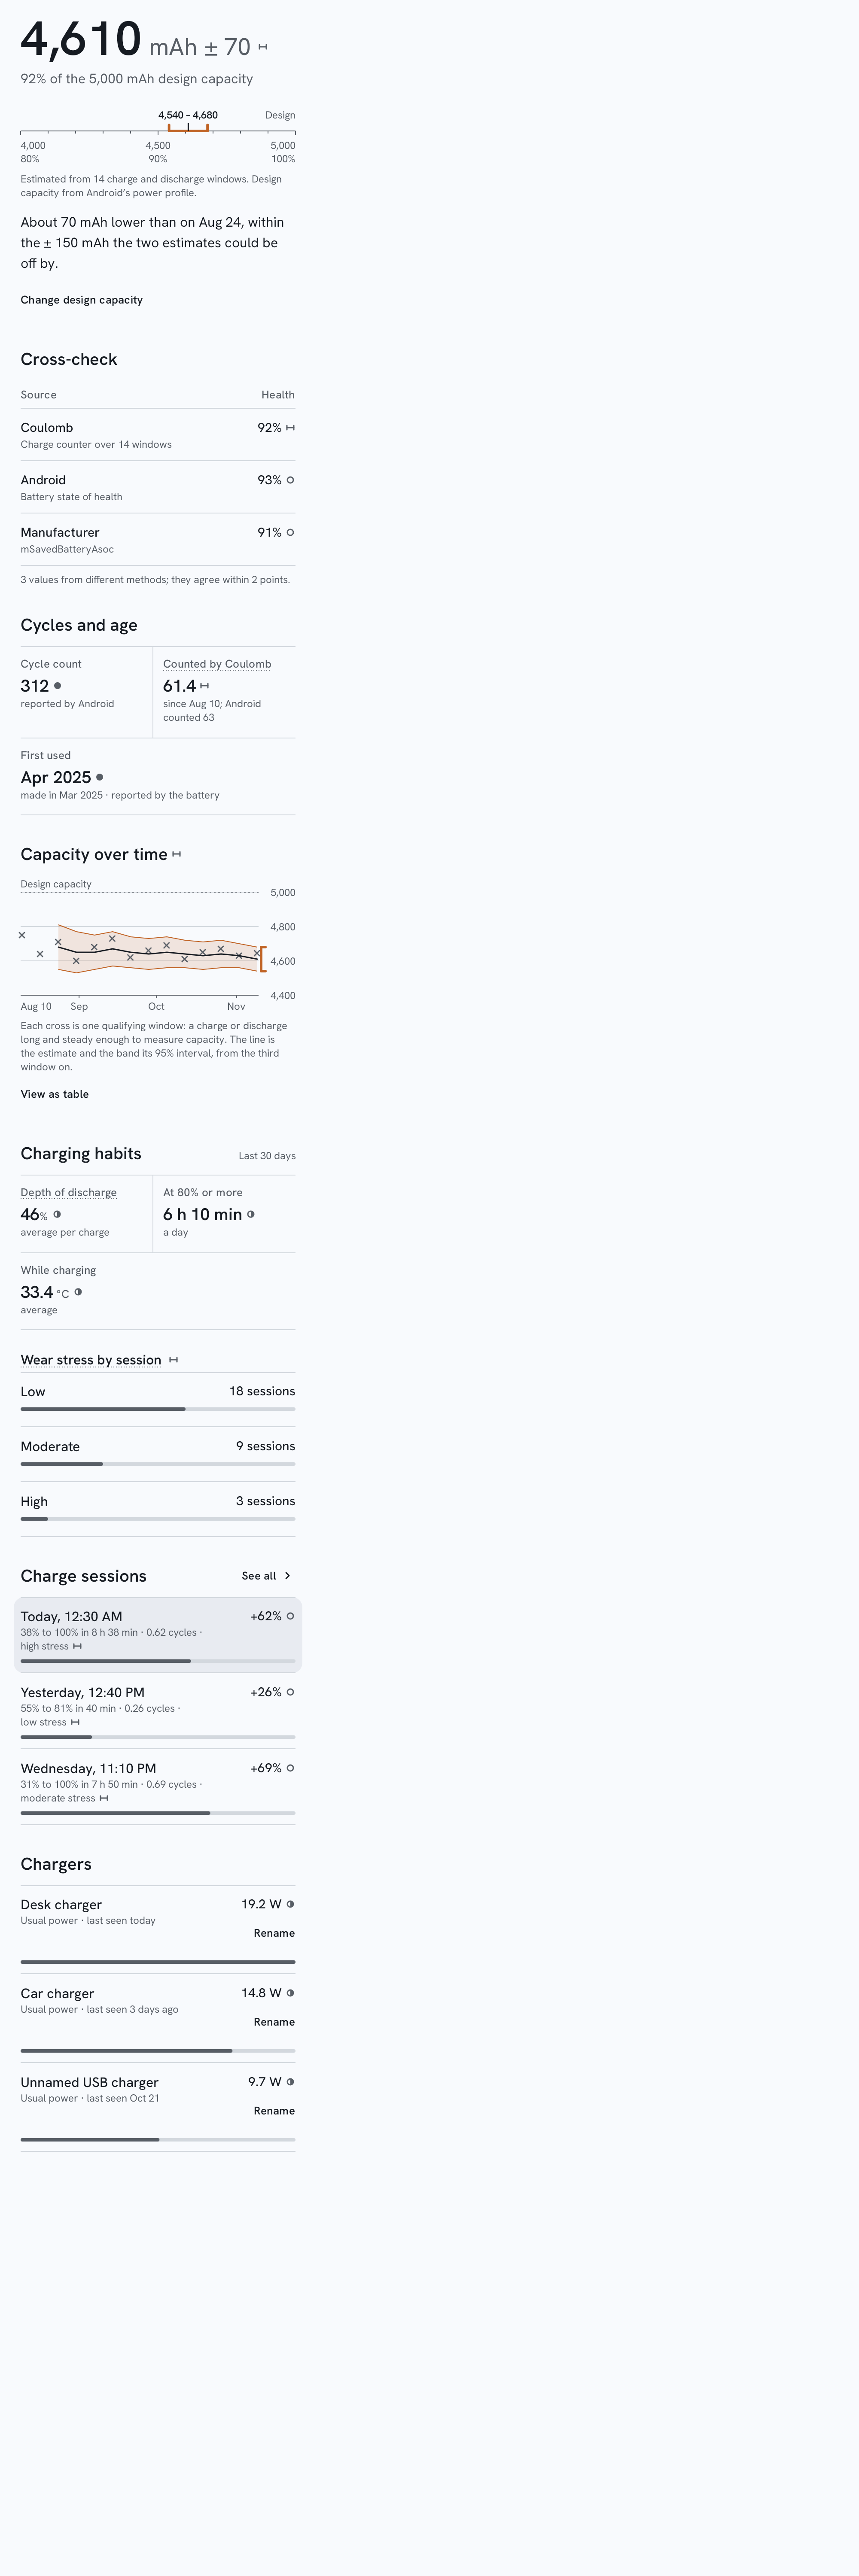 4,610 mAh ± 70
92% of the 5,000 mAh design capacity
4,540 – 4,680
Design
4,000
4,500
5,000
80%
90%
100%
Estimated from 14 charge and discharge windows. Design
capacity from Android’s power profile.
About 70 mAh lower than on Aug 24, within
the ± 150 mAh the two estimates could be
off by.
Change design capacity
Cross-check
Source
Health
Coulomb
92%
Charge counter over 14 windows
Android
93%
Battery state of health
Manufacturer
91%
mSavedBatteryAsoc
3 values from different methods; they agree within 2 points.
Cycles and age
Cycle count
312
reported by Android
Counted by Coulomb
61.4
since Aug 10; Android
counted 63
First used
Apr 2025
made in Mar 2025 · reported by the battery
Capacity over time
Design capacity
5,000
4,800
4,600
4,400
Aug 10
Sep
Oct
Nov
Each cross is one qualifying window: a charge or discharge
long and steady enough to measure capacity. The line is
the estimate and the band its 95% interval, from the third
window on.
View as table
Charging habits
Last 30 days
Depth of discharge
46%
average per charge
At 80% or more
6 h 10 min
a day
While charging
33.4 °C
average
Wear stress by session
Low
18 sessions
Moderate
9 sessions
High
3 sessions
Charge sessions
See all
Today, 12:30 AM
+62%
38% to 100% in 8 h 38 min · 0.62 cycles ·
high stress
Yesterday, 12:40 PM
+26%
55% to 81% in 40 min · 0.26 cycles ·
low stress
Wednesday, 11:10 PM
+69%
31% to 100% in 7 h 50 min · 0.69 cycles ·
moderate stress
Chargers
Desk charger
19.2 W
Usual power · last seen today
Rename
Car charger
14.8 W
Usual power · last seen 3 days ago
Rename
Unnamed USB charger
9.7 W
Usual power · last seen Oct 21
Rename